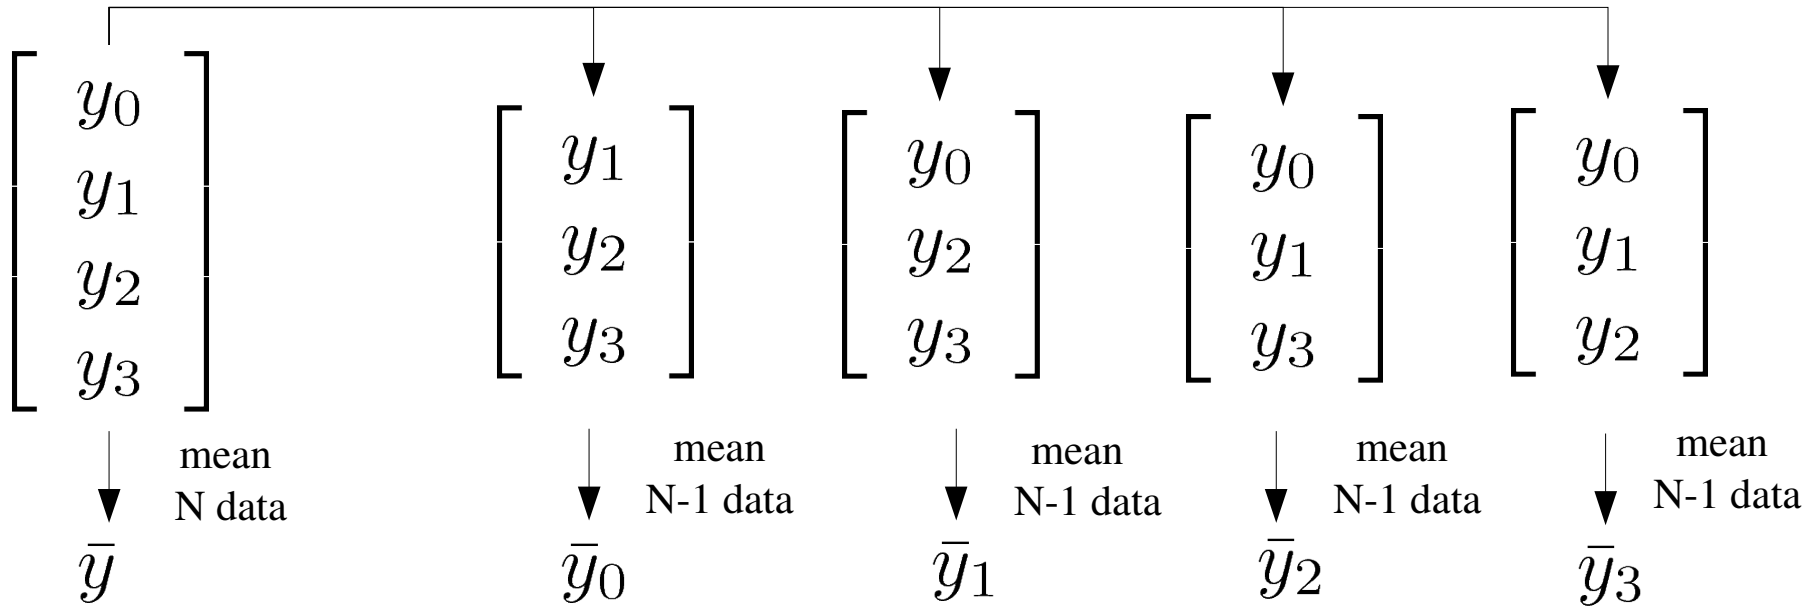 y₀
y₁
y₂
y₃
mean
N data
ȳ
y₁
y₂
y₃
mean
N-1 data
ȳ₀
y₀
y₂
y₃
mean
N-1 data
ȳ₁
y₀
y₁
y₃
mean
N-1 data
ȳ₂
y₀
y₁
y₂
mean
N-1 data
ȳ₃